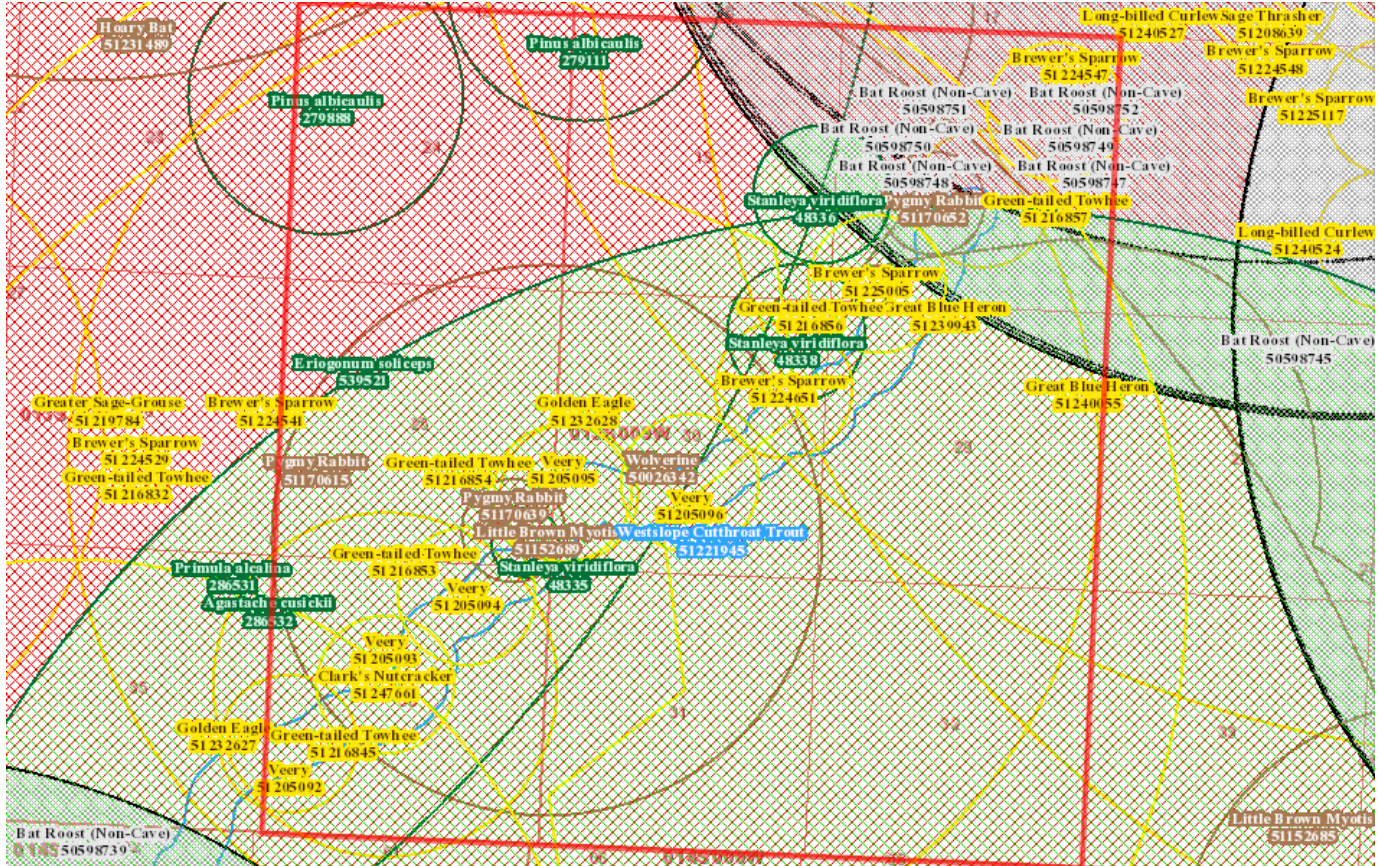 Hoary Bat
51231489
Pinus albicaulis
279111
Pinus albicaulis
279888
17
Long-billed Curlew
51240527
Sage Thrasher
51208639
Brewer's Sparrow
51224547
Brewer's Sparrow
51224548
Bat Roost (Non-Cave)
50598751
Bat Roost (Non-Cave)
50598752
Brewer's Sparrow
51225117
Bat Roost (Non-Cave)
50598750
Bat Roost (Non-Cave)
50598749
24
Bat Roost (Non-Cave)
50598748
Bat Roost (Non-Cave)
50598747
Stanleya viridiflora
48336
Pygmy Rabbit
51170652
Green-tailed Towhee
51216857
Long-billed Curlew
51240524
Brewer's Sparrow
51225005
Green-tailed Towhee
51216856
Great Blue Heron
51239943
Stanleya viridiflora
48338
Bat Roost (Non-Cave)
50598745
Eriogonum soliceps
539521
Brewer's Sparrow
51224651
Great Blue Heron
51240055
Greater Sage-Grouse
51219784
Brewer's Sparrow
51224541
Golden Eagle
51232628
30
Brewer's Sparrow
51224529
Green-tailed Towhee
51216832
Pygmy Rabbit
51170615
Green-tailed Towhee
51216854
Veery
51205095
Wolverine
50026342
Pygmy Rabbit
51170639
Veery
51205096
Little Brown Myotis
51152689
Westslope Cutthroat Trout
51221945
Green-tailed Towhee
51216853
Stanleya viridiflora
48335
Primula alcalina
286531
Agastache cusickii
286532
Veery
51205094
Veery
51205093
Clark's Nutcracker
51247661
35
31
32
33
Golden Eagle
51232627
Green-tailed Towhee
51216845
Veery
51205092
Bat Roost (Non-Cave)
50598739
Little Brown Myotis
51152685